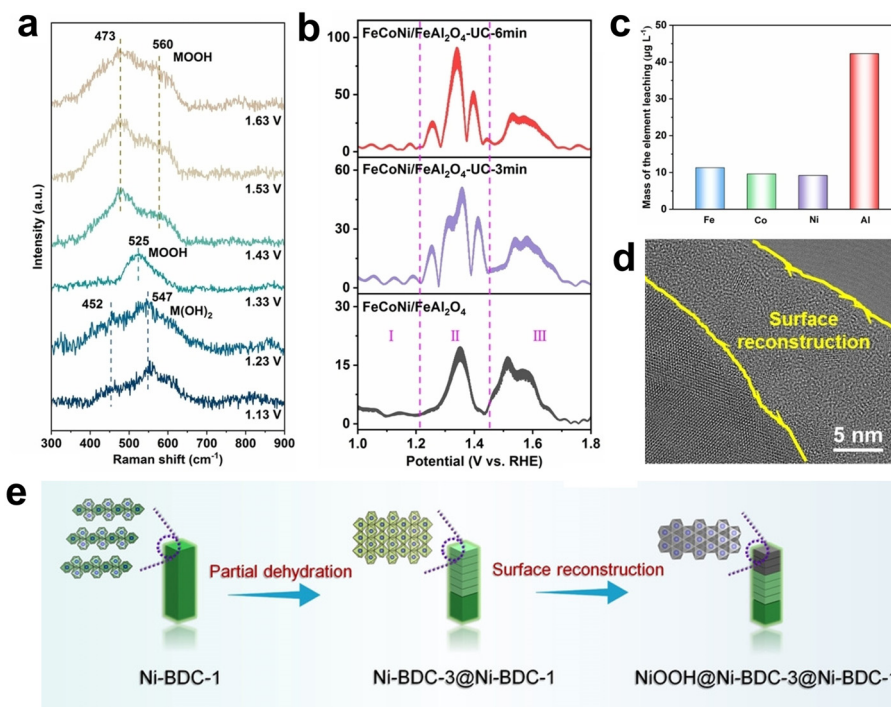 a
473
560
MOOH
1.63 V
1.53 V
1.43 V
525
MOOH
1.33 V
452
547
M(OH)2
1.23 V
1.13 V
300 400 500 600 700 800 900
Raman shift (cm-1)
Intensity (a.u.)
b
FeCoNi/FeAl2O4-UC-6min
100
75
50
25
0
FeCoNi/FeAl2O4-UC-3min
60
30
0
FeCoNi/FeAl2O4
30
15
0
I II III
1.0 1.2 1.4 1.6 1.8
Potential (V vs. RHE)
c
Mass of the element leaching (μg L-1)
50
40
30
20
10
0
Fe Co Ni Al
d
Surface
reconstruction
5 nm
e
Partial dehydration
Surface reconstruction
Ni-BDC-1
Ni-BDC-3@Ni-BDC-1
NiOOH@Ni-BDC-3@Ni-BDC-1